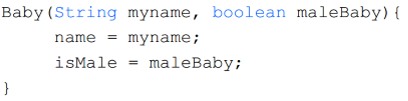 Baby(String myname, boolean maleBaby){
name = myname;
isMale = maleBaby;
}